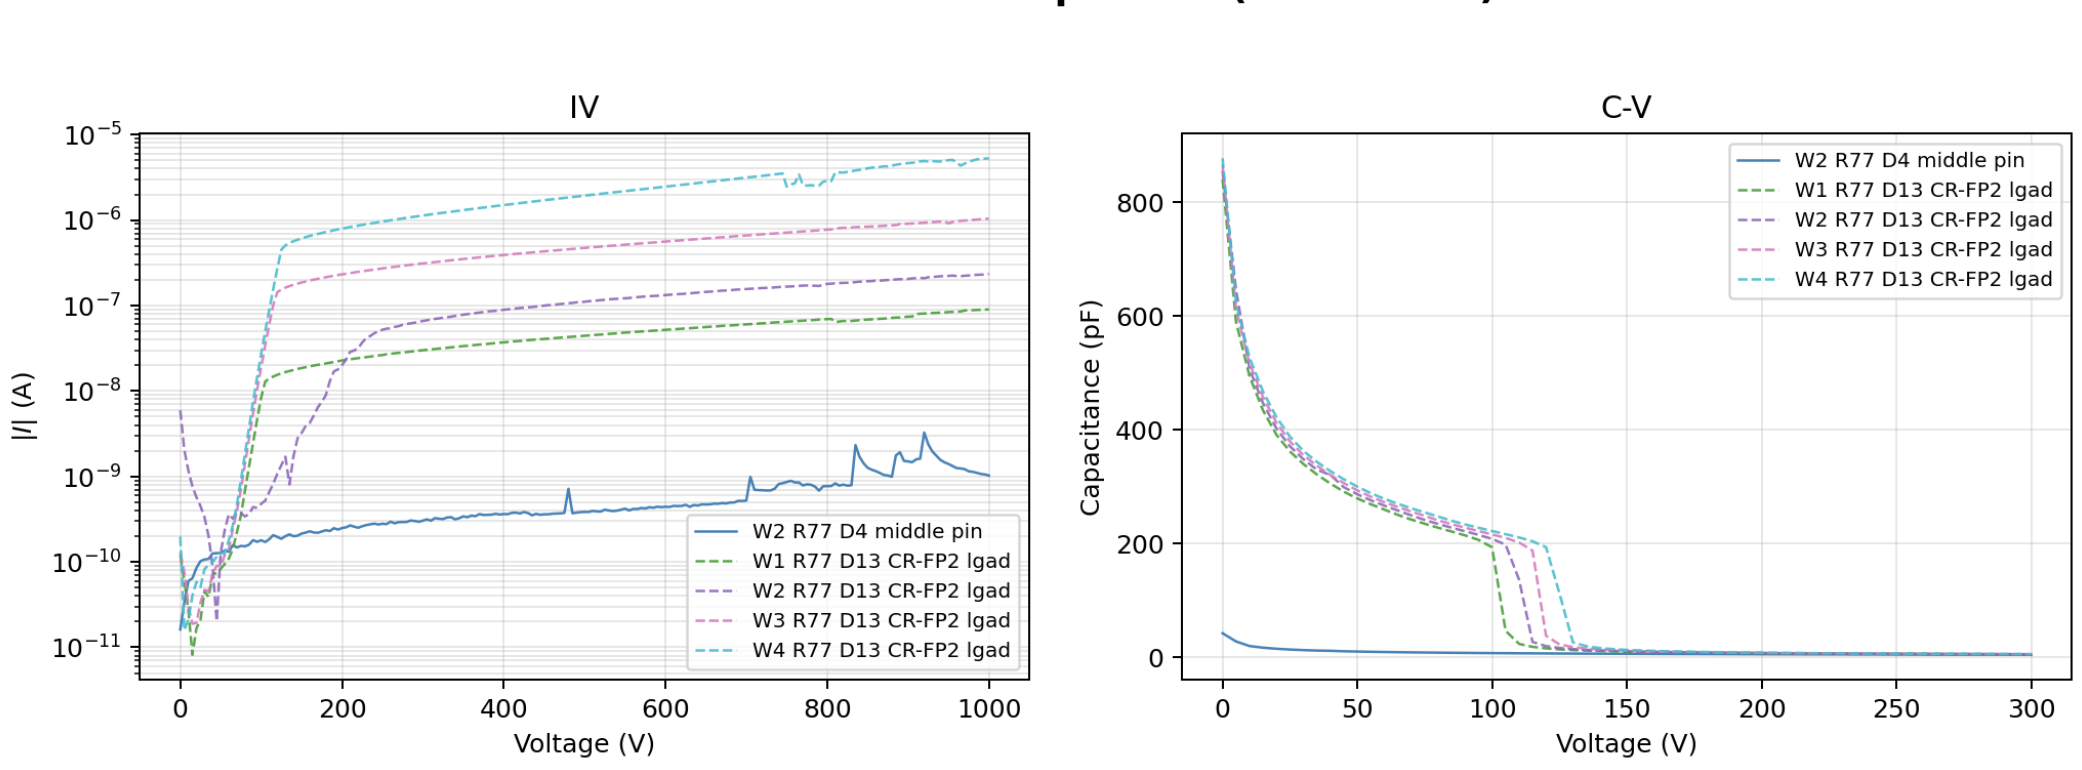 IV
10⁻⁵
10⁻⁶
10⁻⁷
10⁻⁸
10⁻⁹
10⁻¹⁰
10⁻¹¹
|I| (A)
W2 R77 D4 middle pin
W1 R77 D13 CR-FP2 lgad
W2 R77 D13 CR-FP2 lgad
W3 R77 D13 CR-FP2 lgad
W4 R77 D13 CR-FP2 lgad
0 200 400 600 800 1000
Voltage (V)
C-V
800
600
400
200
0
Capacitance (pF)
W2 R77 D4 middle pin
W1 R77 D13 CR-FP2 lgad
W2 R77 D13 CR-FP2 lgad
W3 R77 D13 CR-FP2 lgad
W4 R77 D13 CR-FP2 lgad
0 50 100 150 200 250 300
Voltage (V)